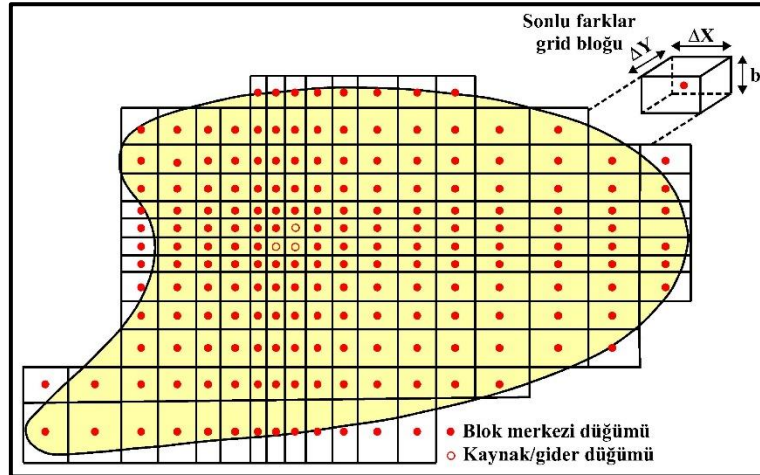 Sonlu farklar
grid bloğu
ΔY
ΔX
b
Blok merkezi düğümü
Kaynak/gider düğümü